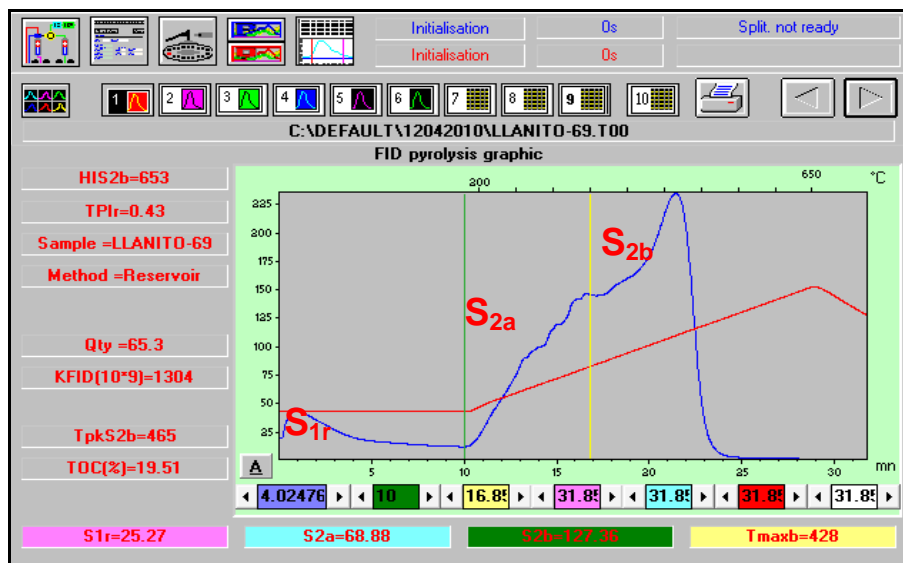 Initialisation 0s Split. not ready
Initialisation 0s
1 2 3 4 5 6 7 8 9 10
C:\DEFAULT\12042010\LLANITO-69.T00
FID pyrolysis graphic
HIS2b=653
TPIr=0.43
Sample =LLANITO-69
Method =Reservoir
Qty =65.3
KFID(10*9)=1304
TpkS2b=465
TOC(%)=19.51
200 650 °C
225
200
175
150
125
100
75
50
25
S1r
S2a
S2b
5 10 15 20 25 30 mn
A
4.02476 10 16.85 31.85 31.85 31.85 31.85
S1r=25.27 S2a=68.88 S2b=127.36 Tmaxb=428